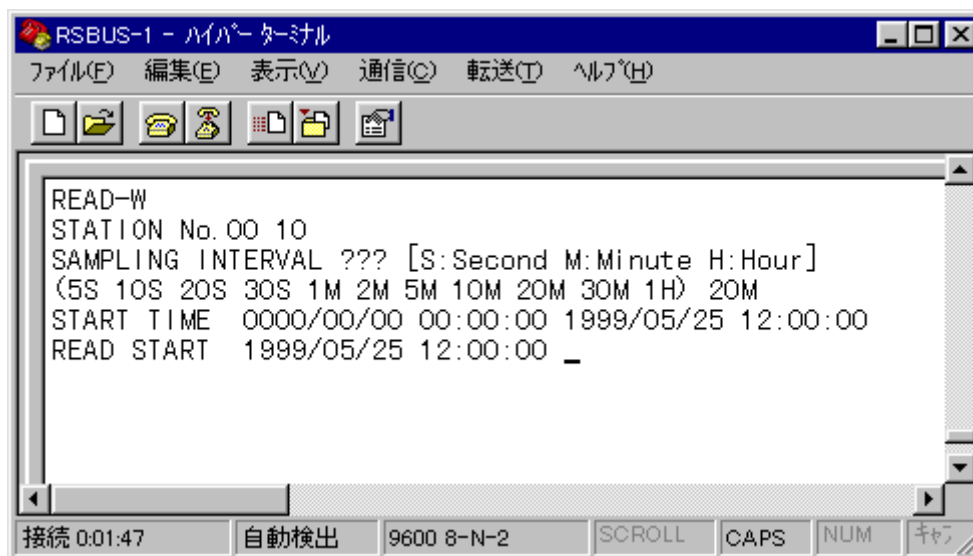 RSBUS-1 - ﾊｲﾊﾟｰ ﾀｰﾐﾅﾙ
ﾌｧｲﾙ(F) 編集(E) 表示(V) 通信(C) 転送(T) ﾍﾙﾌﾟ(H)
READ-W
STATION No.00 10
SAMPLING INTERVAL ??? [S:Second M:Minute H:Hour]
(5S 10S 20S 30S 1M 2M 5M 10M 20M 30M 1H) 20M
START TIME 0000/00/00 00:00:00 1999/05/25 12:00:00
READ START 1999/05/25 12:00:00 _
接続 0:01:47 自動検出 9600 8-N-2 SCROLL CAPS NUM ｷｬﾌ